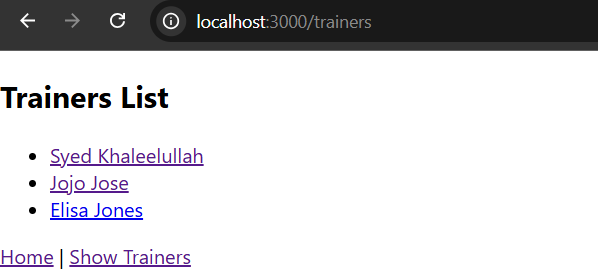 localhost:3000/trainers
Trainers List
Syed Khaleelullah
Jojo Jose
Elisa Jones
Home | Show Trainers